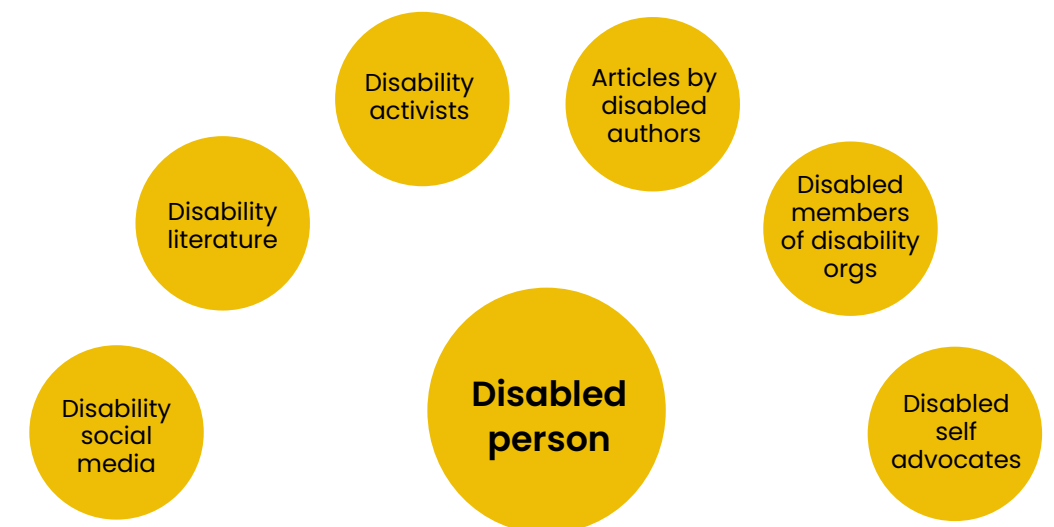 Disability
activists
Articles by
disabled
authors
Disability
literature
Disabled
members
of disability
orgs
Disability
social
media
Disabled
person
Disabled
self
advocates